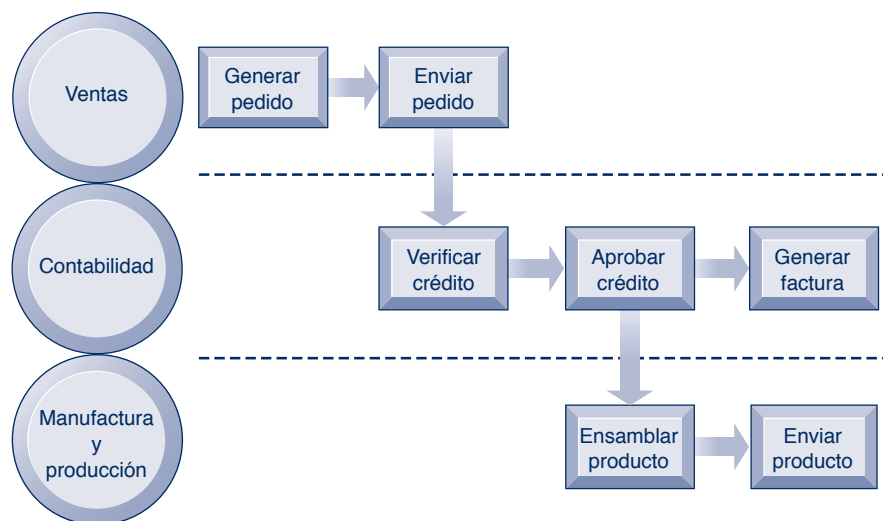 Ventas
Generar
pedido
Enviar
pedido
Contabilidad
Verificar
crédito
Aprobar
crédito
Generar
factura
Manufactura
y
producción
Ensamblar
producto
Enviar
producto